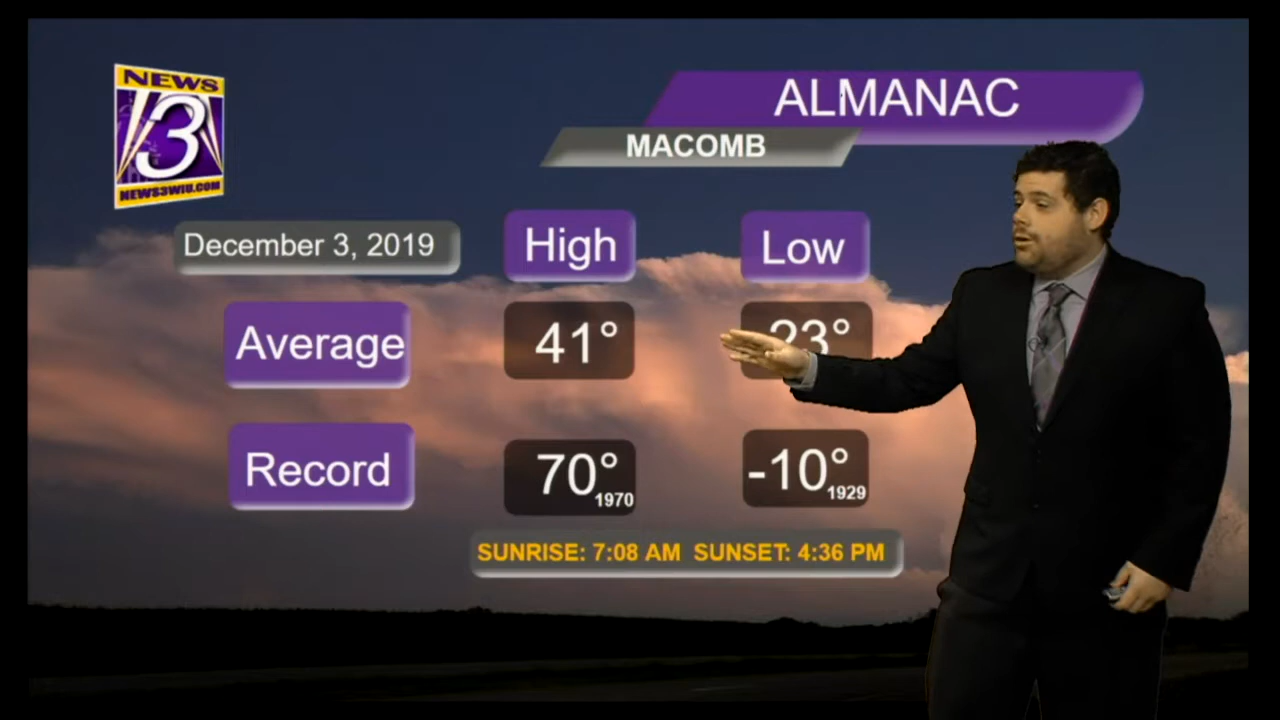 NEWS
3
NEWS3WIU.COM
ALMANAC
MACOMB
December 3, 2019
High
Low
Average
41°
23°
Record
70°
1970
-10°
1929
SUNRISE: 7:08 AM SUNSET: 4:36 PM